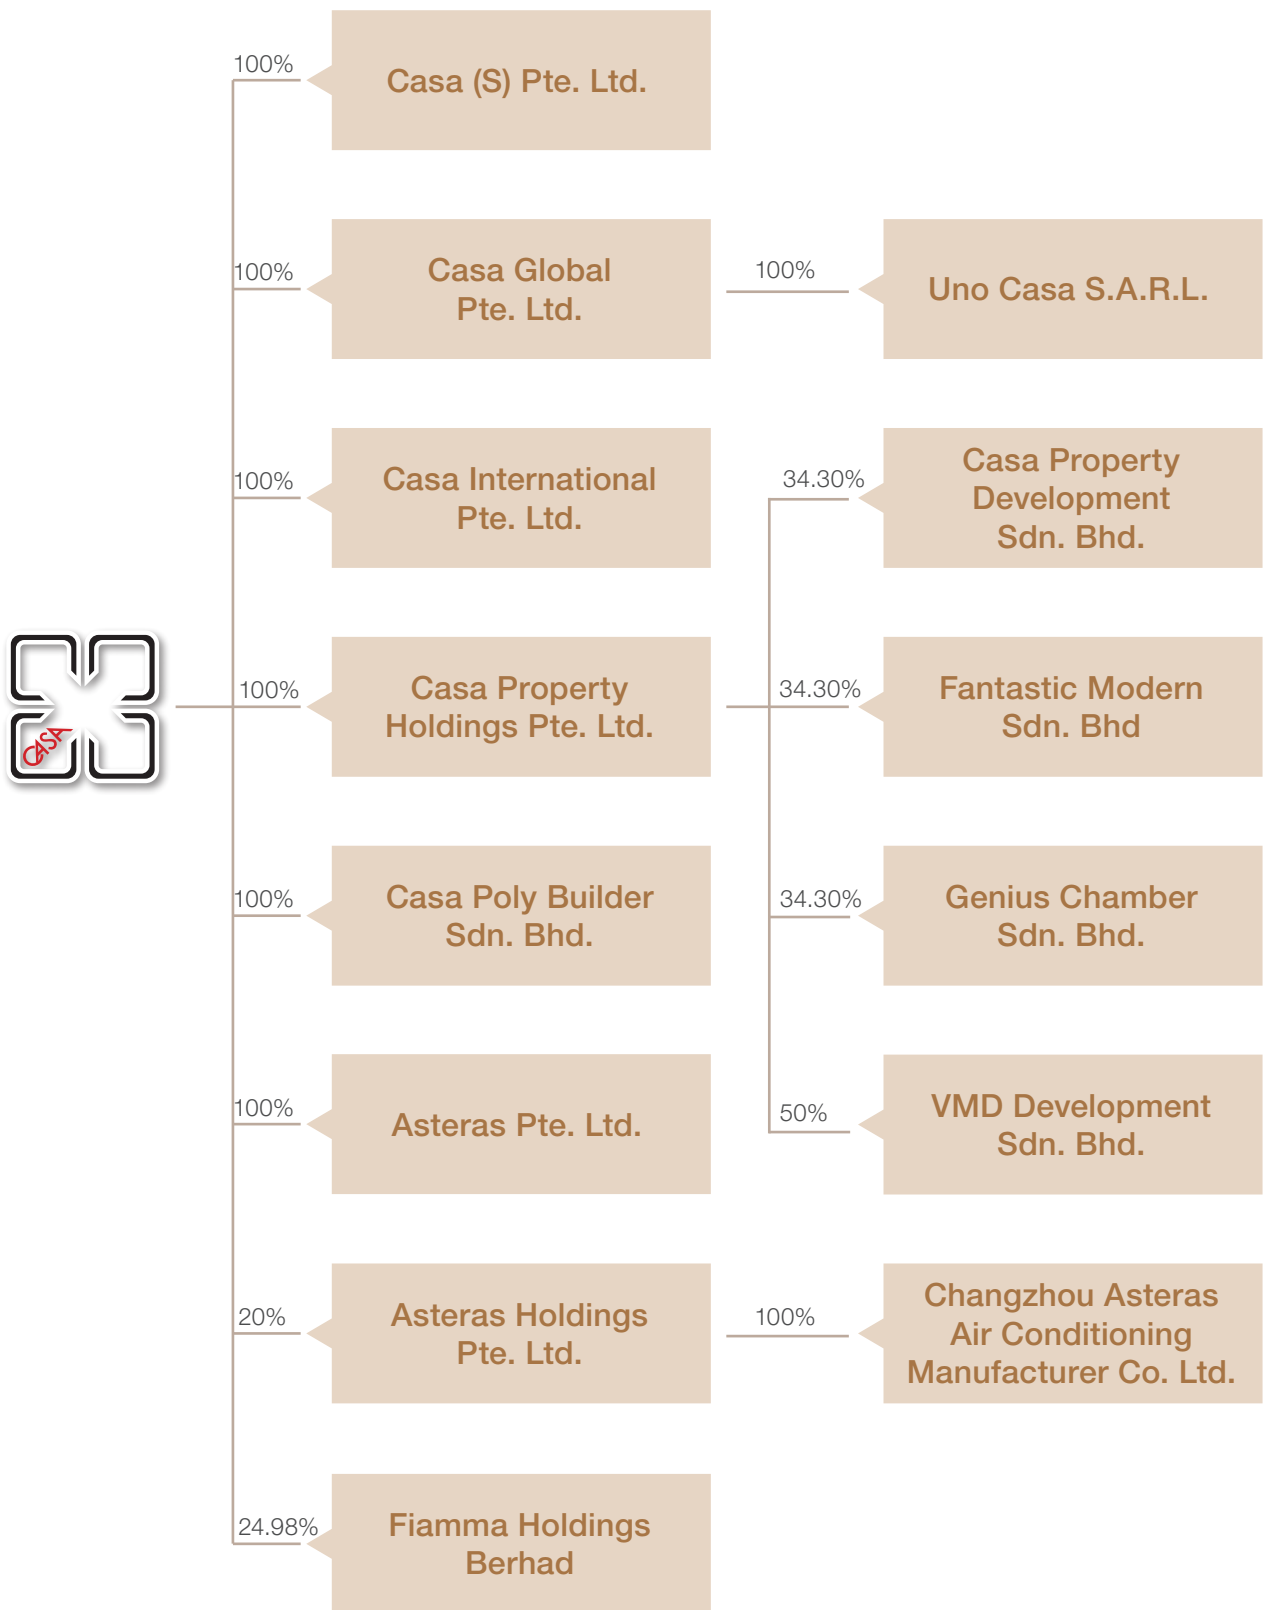 100%
Casa (S) Pte. Ltd.
100%
Casa Global
Pte. Ltd.
100%
Uno Casa S.A.R.L.
100%
Casa International
Pte. Ltd.
34.30%
Casa Property
Development
Sdn. Bhd.
CASA
100%
Casa Property
Holdings Pte. Ltd.
34.30%
Fantastic Modern
Sdn. Bhd
100%
Casa Poly Builder
Sdn. Bhd.
34.30%
Genius Chamber
Sdn. Bhd.
100%
Asteras Pte. Ltd.
50%
VMD Development
Sdn. Bhd.
20%
Asteras Holdings
Pte. Ltd.
100%
Changzhou Asteras
Air Conditioning
Manufacturer Co. Ltd.
24.98%
Fiamma Holdings
Berhad